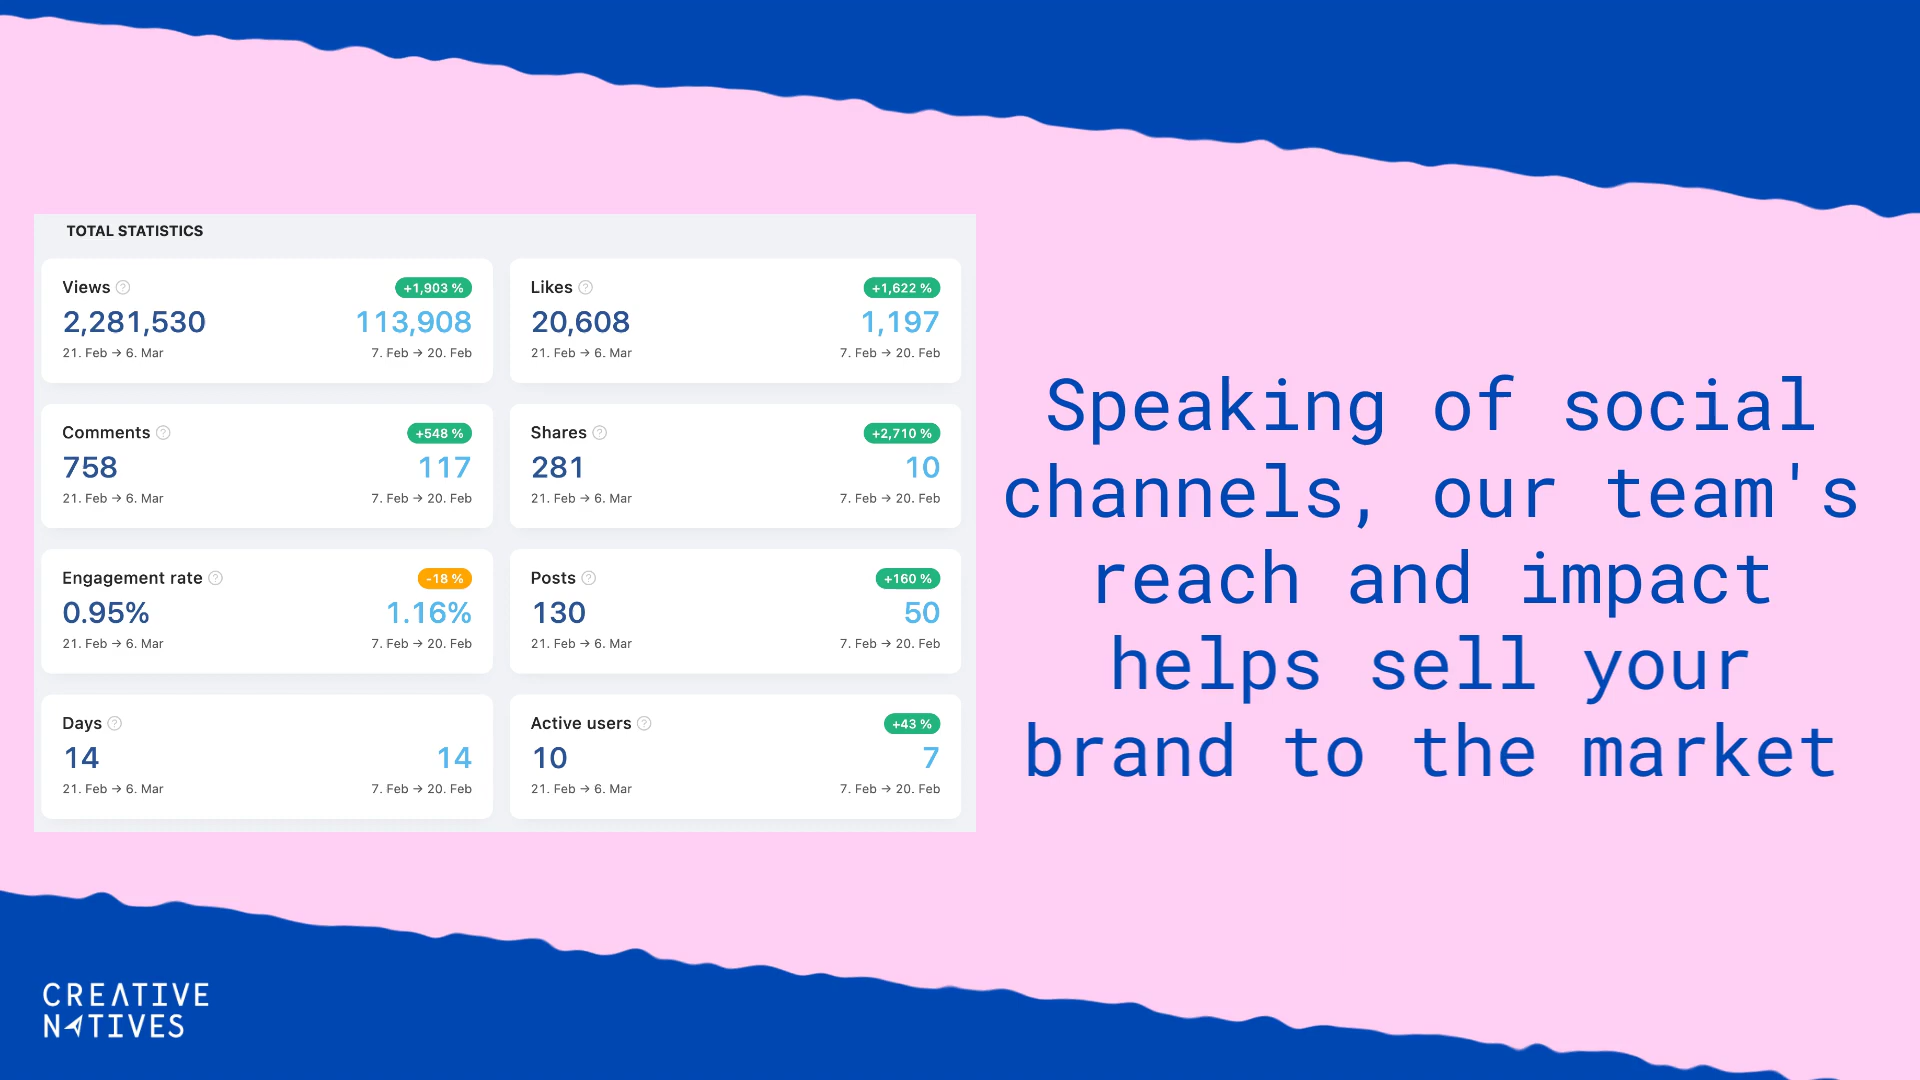 TOTAL STATISTICS
Views
+1,903 %
2,281,530
113,908
21. Feb → 6. Mar
7. Feb → 20. Feb
Likes
+1,622 %
20,608
1,197
21. Feb → 6. Mar
7. Feb → 20. Feb
Comments
+548 %
758
117
21. Feb → 6. Mar
7. Feb → 20. Feb
Shares
+2,710 %
281
10
21. Feb → 6. Mar
7. Feb → 20. Feb
Engagement rate
-18 %
0.95%
1.16%
21. Feb → 6. Mar
7. Feb → 20. Feb
Posts
+160 %
130
50
21. Feb → 6. Mar
7. Feb → 20. Feb
Days
14
14
21. Feb → 6. Mar
7. Feb → 20. Feb
Active users
+43 %
10
7
21. Feb → 6. Mar
7. Feb → 20. Feb
Speaking of social
channels, our team's
reach and impact
helps sell your
brand to the market
CREATIVE
NATIVES